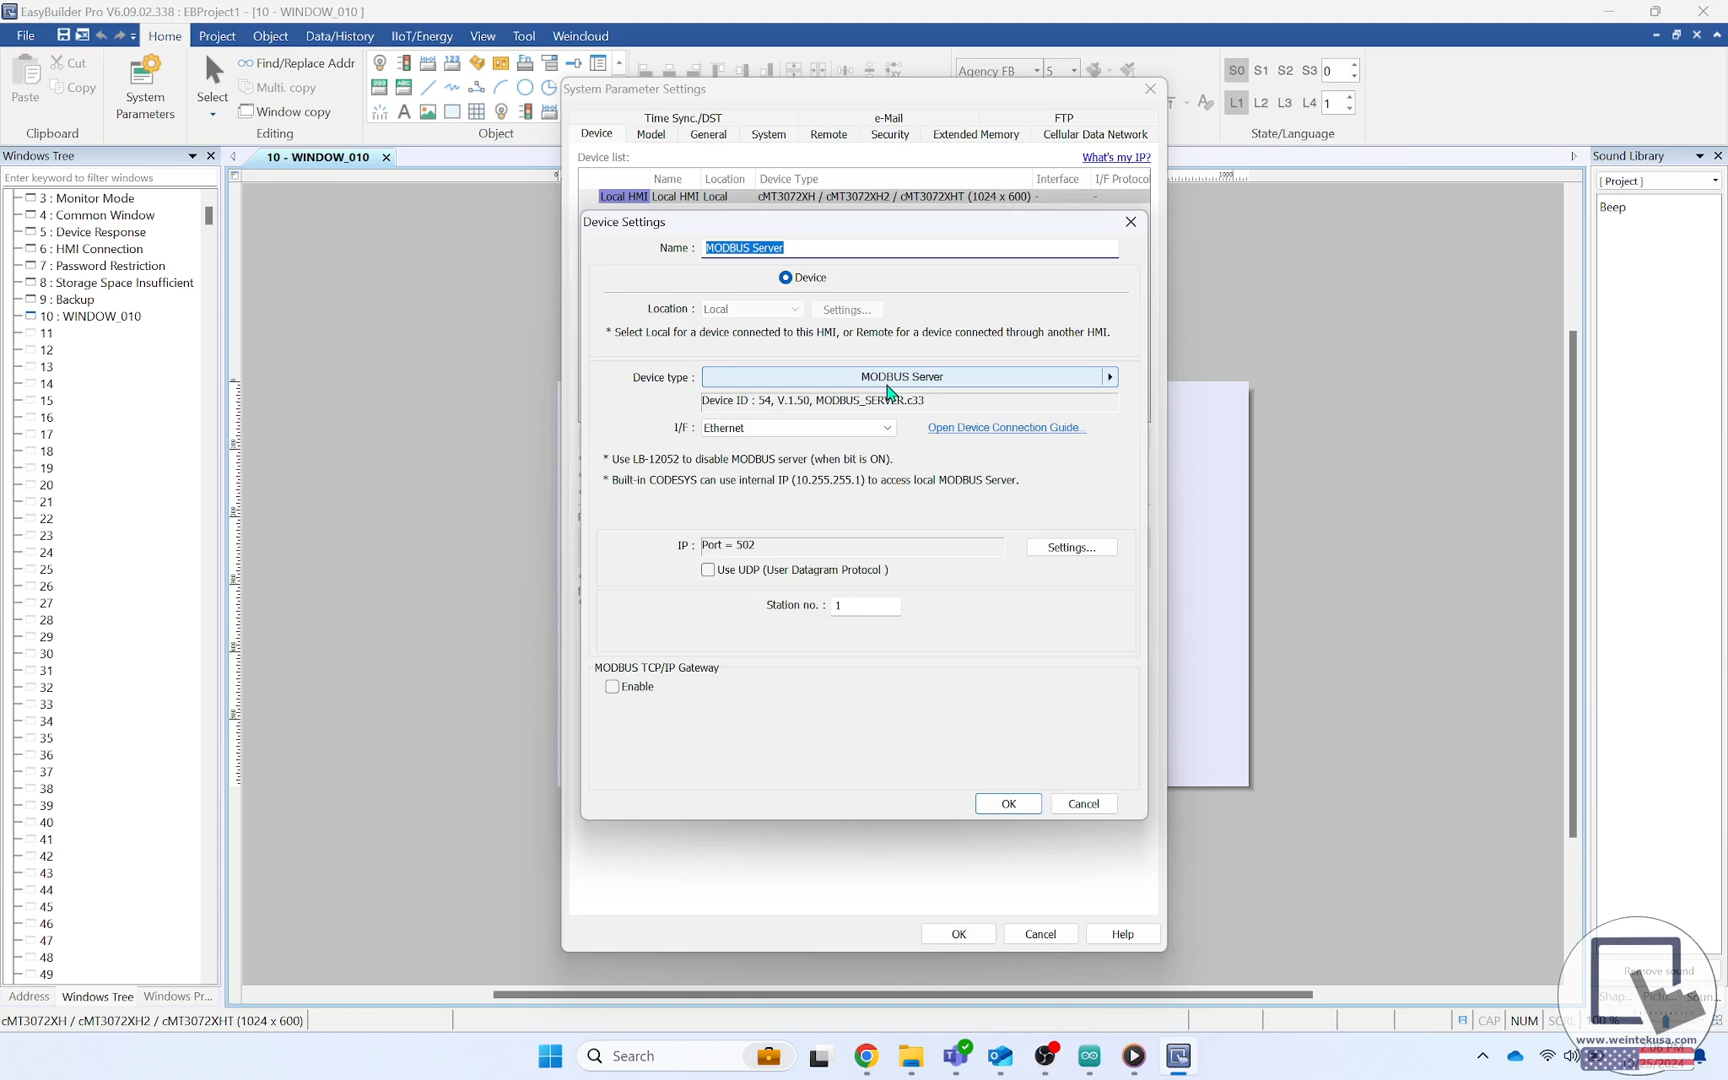 EasyBuilder Pro V6.09.02.338 : EBProject1 - [10 - WINDOW_010 ]
File Home Project Object Data/History IIoT/Energy View Tool Weincloud
Paste Cut Copy
Clipboard
System Parameters
Select
Find/Replace Addr
Multi. copy
Window copy
Editing
Object
Agency FB 5
S0 S1 S2 S3 0
L1 L2 L3 L4 1
State/Language
Windows Tree
Enter keyword to filter windows
3 : Monitor Mode
4 : Common Window
5 : Device Response
6 : HMI Connection
7 : Password Restriction
8 : Storage Space Insufficient
9 : Backup
10 : WINDOW_010
11
12
13
14
15
16
17
18
19
20
21
22
23
24
25
26
27
28
29
30
31
32
33
34
35
36
37
38
39
40
41
42
43
44
45
46
47
48
49
Address Windows Tree Windows Pr...
10 - WINDOW_010
System Parameter Settings
Time Sync./DST e-Mail FTP
Device Model General System Remote Security Extended Memory Cellular Data Network
Device list: What's my IP?
Name Location Device Type Interface I/F Protocol
Local HMI Local HMI Local cMT3072XH / cMT3072XH2 / cMT3072XHT (1024 x 600) - -
Device Settings
Name : MODBUS Server
Device
Location : Local Settings...
* Select Local for a device connected to this HMI, or Remote for a device connected through another HMI.
Device type : MODBUS Server
Device ID : 54, V.1.50, MODBUS_SERVER.c33
I/F : Ethernet Open Device Connection Guide...
* Use LB-12052 to disable MODBUS server (when bit is ON).
* Built-in CODESYS can use internal IP (10.255.255.1) to access local MODBUS Server.
IP : Port = 502 Settings...
Use UDP (User Datagram Protocol )
Station no. : 1
MODBUS TCP/IP Gateway
Enable
OK Cancel
OK Cancel Help
Sound Library
[Project ]
Beep
Remove sound
www.weintekusa.com
cMT3072XH / cMT3072XH2 / cMT3072XHT (1024 x 600)
CAP NUM
Search